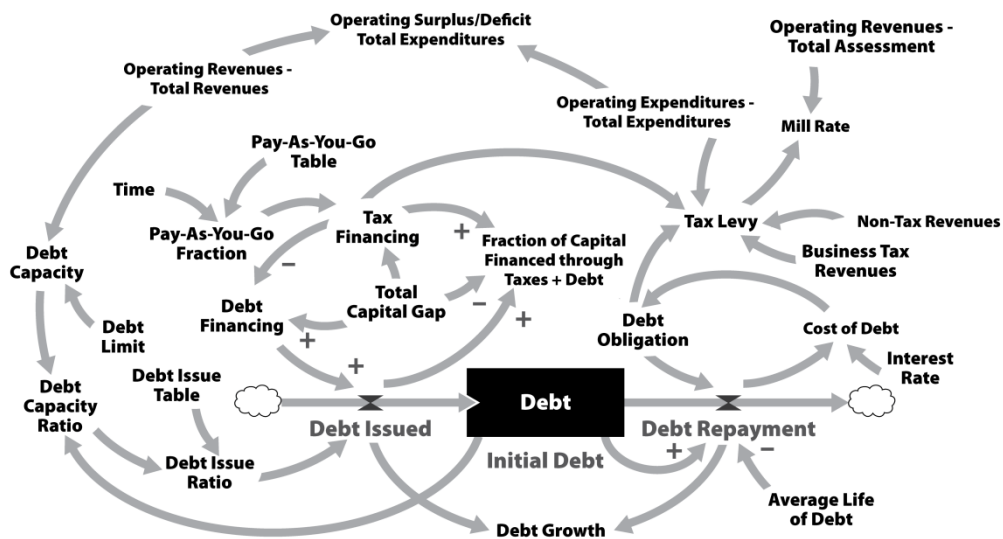 Operating Surplus/Deficit
Total Expenditures
Operating Revenues -
Total Assessment
Operating Revenues -
Total Revenues
Operating Expenditures -
Total Expenditures
Mill Rate
Pay-As-You-Go
Table
Time
Pay-As-You-Go
Fraction
Tax
Financing
+
Fraction of Capital
Financed through
Taxes + Debt
Tax Levy
Non-Tax Revenues
Business Tax
Revenues
Debt
Capacity
–
Total
Capital Gap
–
+
Debt
Financing
+
Debt
Limit
Debt
Obligation
Cost of Debt
Interest
Rate
+
Debt
Capacity
Ratio
Debt Issue
Table
Debt
Debt Issued
Debt Repayment
Initial Debt
+
–
Debt Issue
Ratio
Average Life
of Debt
Debt Growth